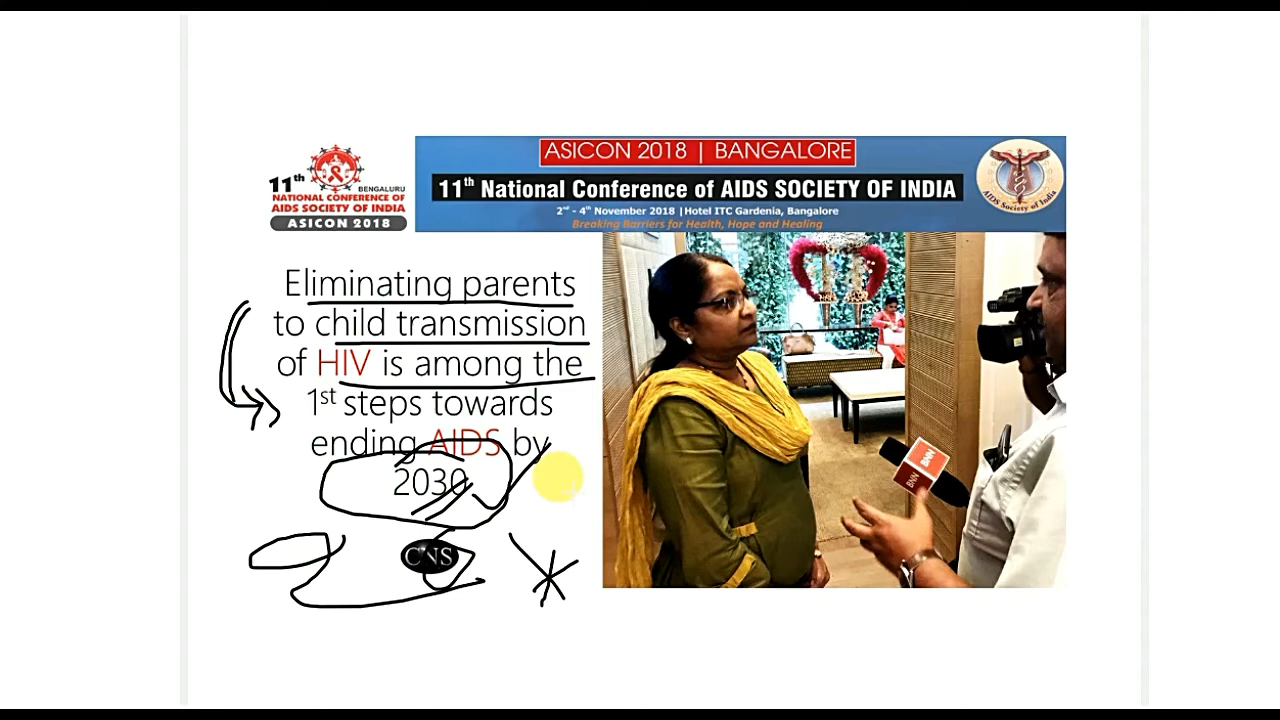 ASICON 2018 | BANGALORE
11th National Conference of AIDS SOCIETY OF INDIA
2nd - 4th November 2018 | Hotel ITC Gardenia, Bangalore
Breaking Barriers for Health, Hope and Healing
11th
BENGALURU
NATIONAL CONFERENCE OF
AIDS SOCIETY OF INDIA
ASICON 2018
AIDS Society of India
Eliminating parents
to child transmission
of HIV is among the
1st steps towards
ending AIDS by
2030
CNS
BNN
BNN